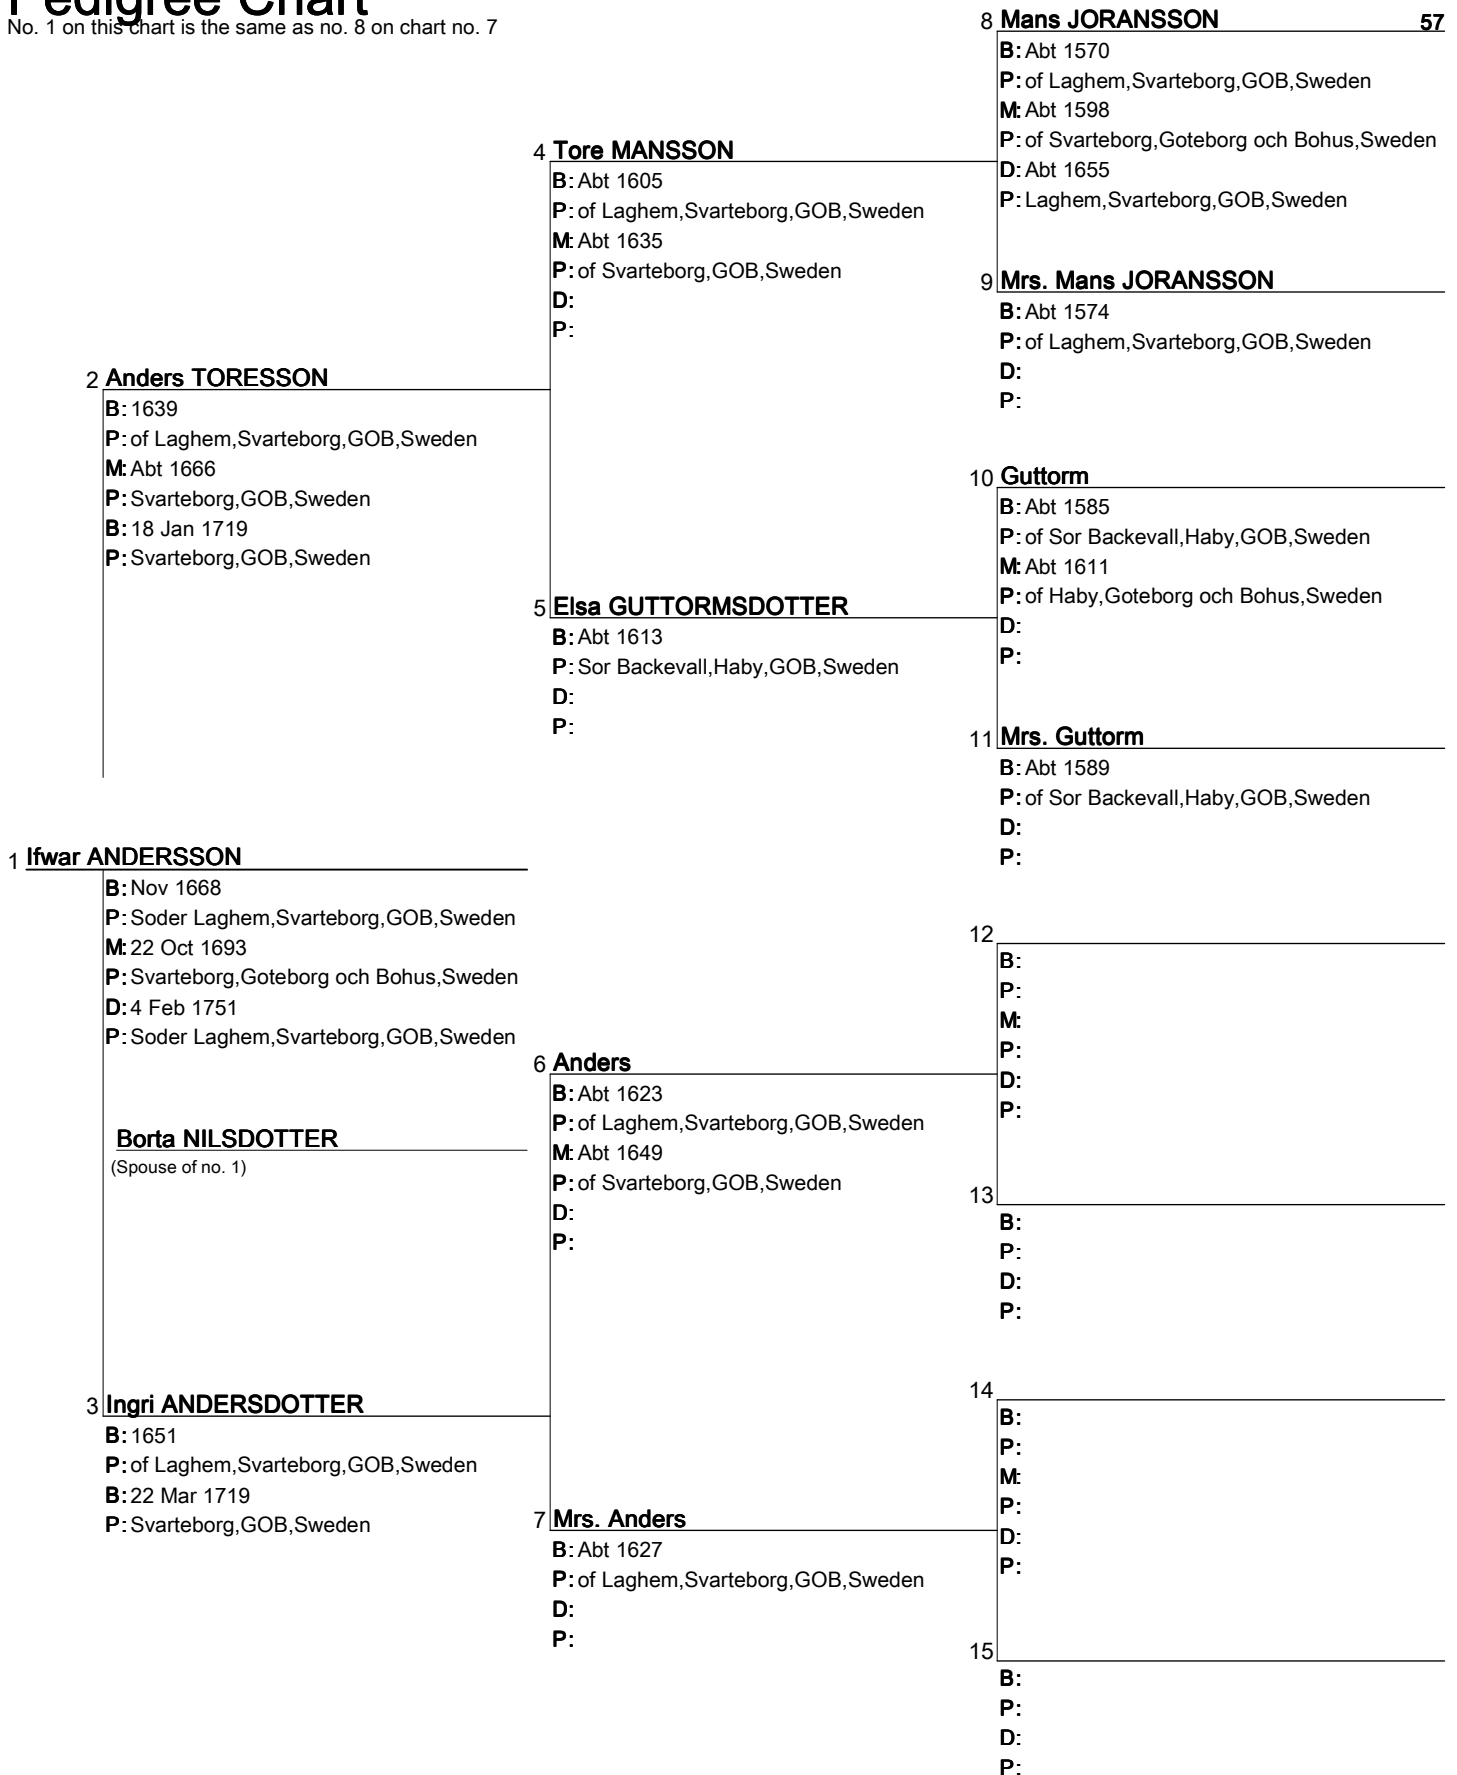 Pedigree Chart
No. 1 on this chart is the same as no. 8 on chart no. 7
57
8 Mans JORANSSON
B: Abt 1570
P: of Laghem,Svarteborg,GOB,Sweden
M: Abt 1598
P: of Svarteborg,Goteborg och Bohus,Sweden
D: Abt 1655
P: Laghem,Svarteborg,GOB,Sweden
4 Tore MANSSON
B: Abt 1605
P: of Laghem,Svarteborg,GOB,Sweden
M: Abt 1635
P: of Svarteborg,GOB,Sweden
D:
P:
9 Mrs. Mans JORANSSON
B: Abt 1574
P: of Laghem,Svarteborg,GOB,Sweden
D:
P:
2 Anders TORESSON
B: 1639
P: of Laghem,Svarteborg,GOB,Sweden
M: Abt 1666
P: Svarteborg,GOB,Sweden
B: 18 Jan 1719
P: Svarteborg,GOB,Sweden
10 Guttorm
B: Abt 1585
P: of Sor Backevall,Haby,GOB,Sweden
M: Abt 1611
P: of Haby,Goteborg och Bohus,Sweden
D:
P:
5 Elsa GUTTORMSDOTTER
B: Abt 1613
P: Sor Backevall,Haby,GOB,Sweden
D:
P:
11 Mrs. Guttorm
B: Abt 1589
P: of Sor Backevall,Haby,GOB,Sweden
D:
P:
1 Ifwar ANDERSSON
B: Nov 1668
P: Soder Laghem,Svarteborg,GOB,Sweden
M: 22 Oct 1693
P: Svarteborg,Goteborg och Bohus,Sweden
D: 4 Feb 1751
P: Soder Laghem,Svarteborg,GOB,Sweden
Borta NILSDOTTER
(Spouse of no. 1)
12
B:
P:
M:
P:
D:
P:
6 Anders
B: Abt 1623
P: of Laghem,Svarteborg,GOB,Sweden
M: Abt 1649
P: of Svarteborg,GOB,Sweden
D:
P:
13
B:
P:
D:
P:
3 Ingri ANDERSDOTTER
B: 1651
P: of Laghem,Svarteborg,GOB,Sweden
B: 22 Mar 1719
P: Svarteborg,GOB,Sweden
14
B:
P:
M:
P:
D:
P:
7 Mrs. Anders
B: Abt 1627
P: of Laghem,Svarteborg,GOB,Sweden
D:
P:
15
B:
P:
D:
P: